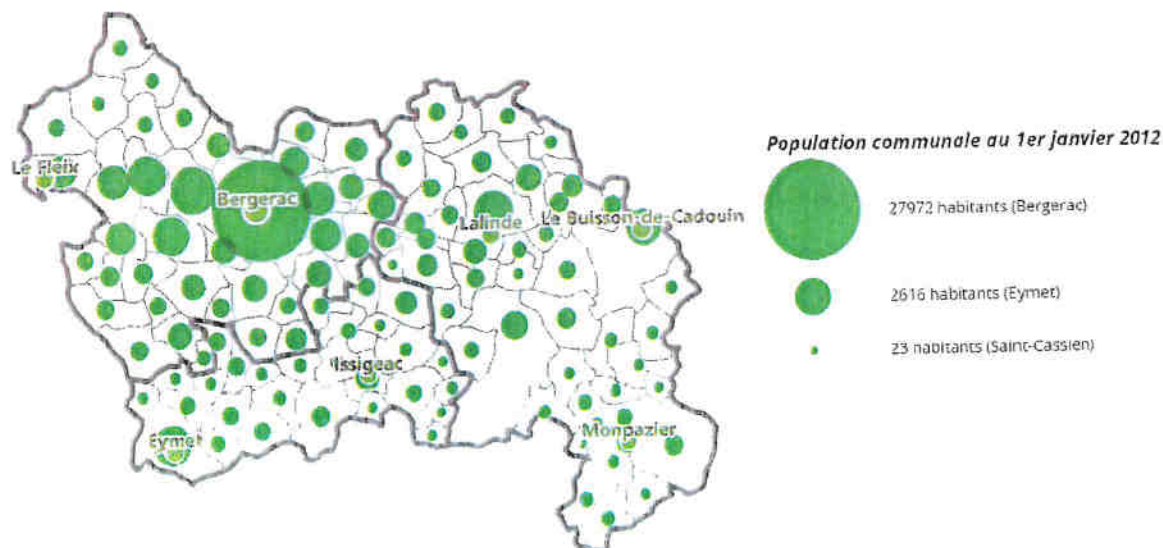 Population communale au 1er janvier 2012
Le Fleix
Bergerac
27972 habitants (Bergerac)
Lalinde
Le Buisson-de-Cadouin
2616 habitants (Eymet)
23 habitants (Saint-Cassien)
Issigeac
Monpazier
Eymet